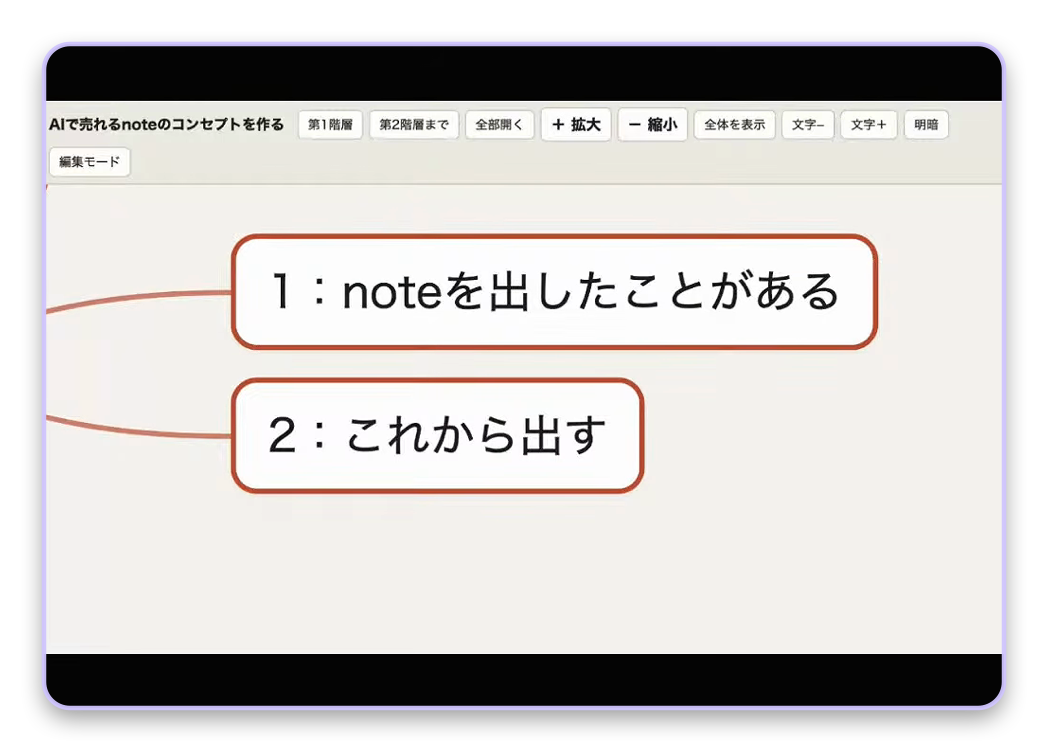 AIで売れるnoteのコンセプトを作る 第1階層 第2階層まで 全部開く + 拡大 − 縮小 全体を表示 文字− 文字+ 明暗
編集モード
1：noteを出したことがある
2：これから出す